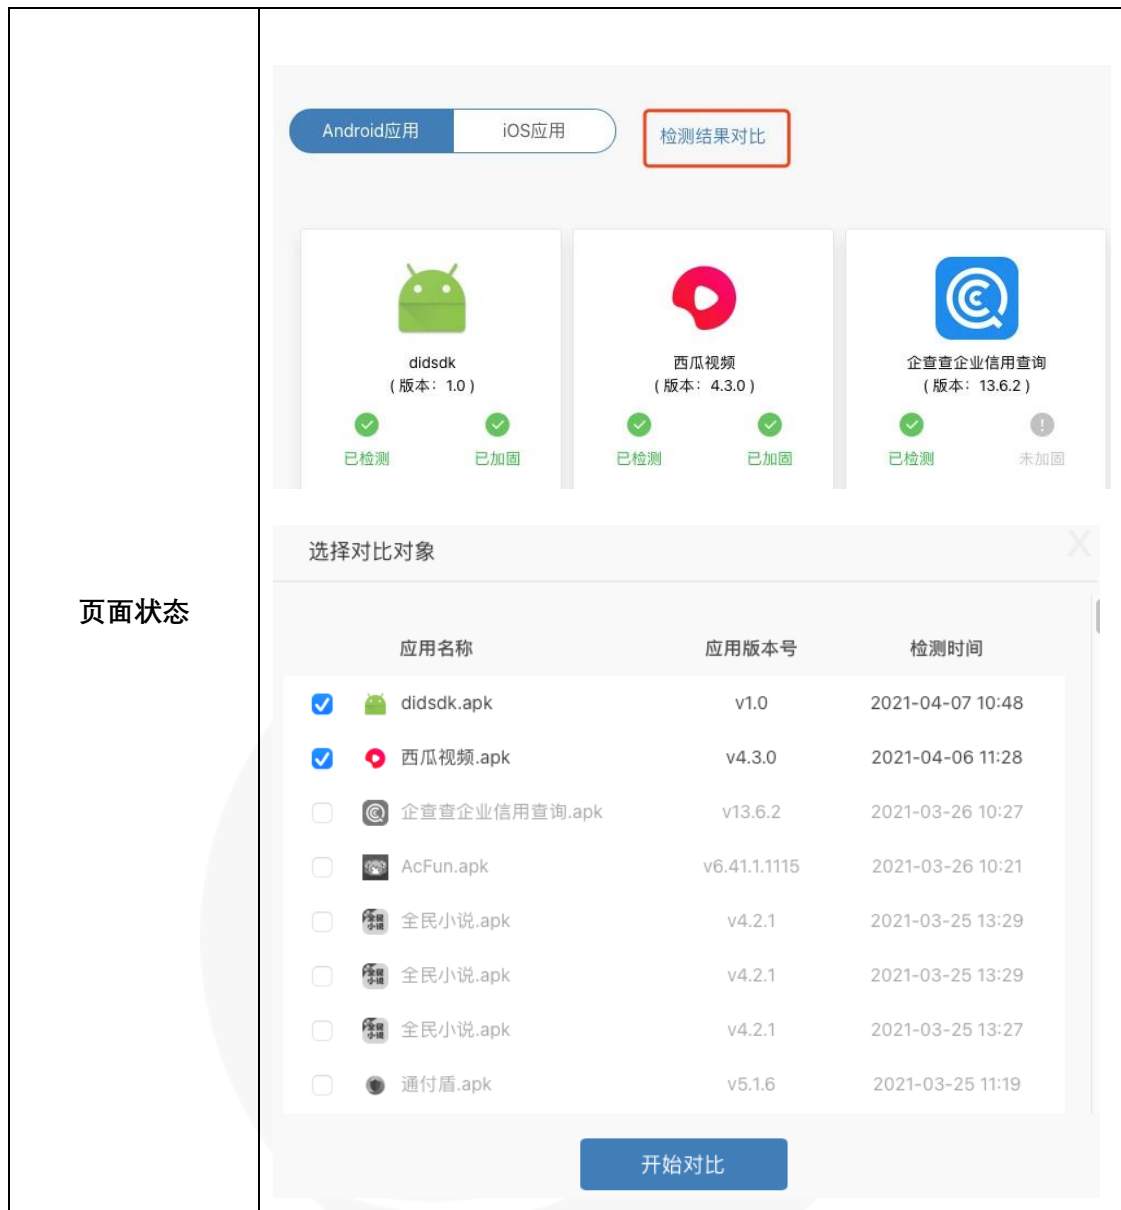 页面状态
Android应用 iOS应用 检测结果对比
didsdk
(版本：1.0)
已检测 已加固
西瓜视频
(版本：4.3.0)
已检测 已加固
企查查企业信用查询
(版本：13.6.2)
已检测 未加固
选择对比对象 X
应用名称 应用版本号 检测时间
didsdk.apk v1.0 2021-04-07 10:48
西瓜视频.apk v4.3.0 2021-04-06 11:28
企查查企业信用查询.apk v13.6.2 2021-03-26 10:27
AcFun.apk v6.41.1.1115 2021-03-26 10:21
全民小说.apk v4.2.1 2021-03-25 13:29
全民小说.apk v4.2.1 2021-03-25 13:29
全民小说.apk v4.2.1 2021-03-25 13:27
通付盾.apk v5.1.6 2021-03-25 11:19
开始对比